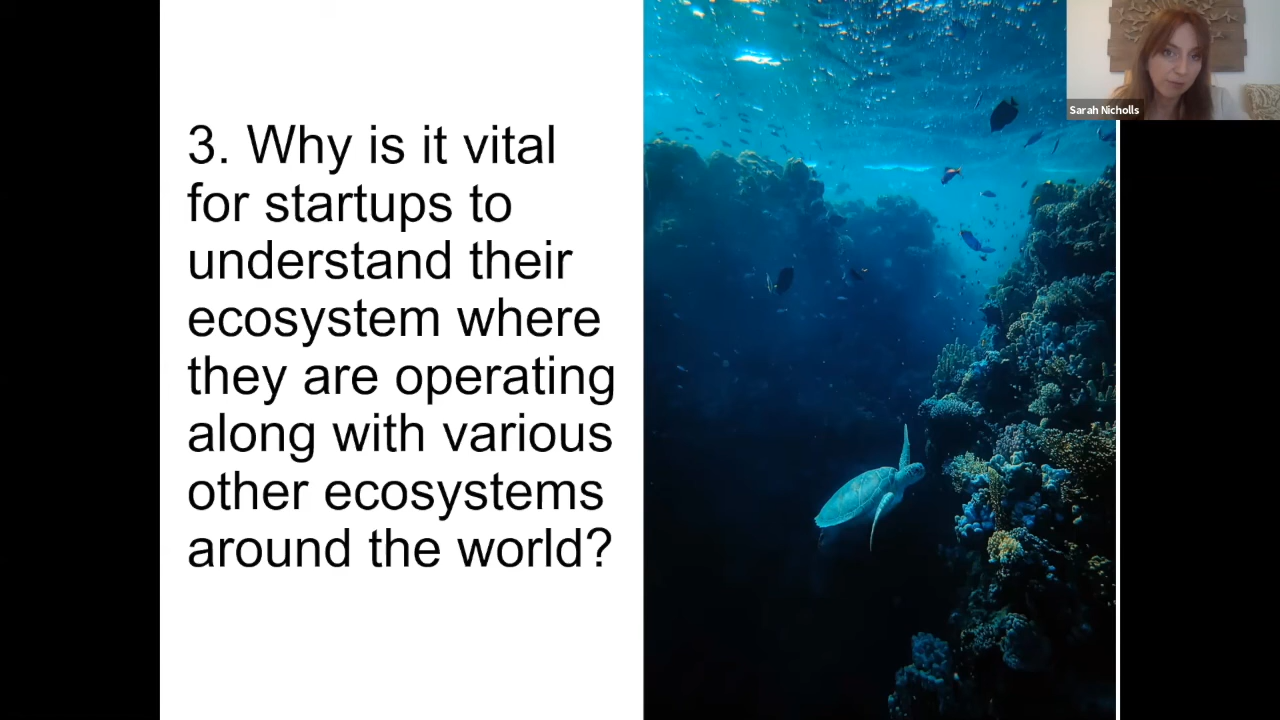 3. Why is it vital
for startups to
understand their
ecosystem where
they are operating
along with various
other ecosystems
around the world?
Sarah Nicholls